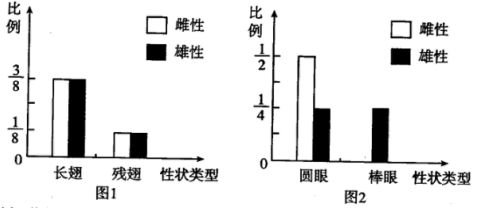 比例
雌性
雄性
3/8
1/8
0
长翅 残翅 性状类型
图1
比例
雌性
雄性
1/2
1/4
0
圆眼 棒眼 性状类型
图2